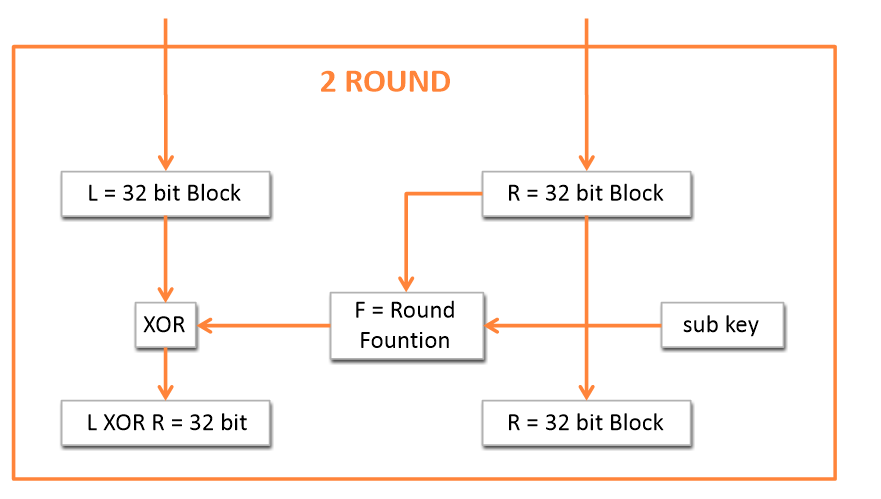 2 ROUND
L = 32 bit Block
R = 32 bit Block
XOR
F = Round
Fountion
sub key
L XOR R = 32 bit
R = 32 bit Block